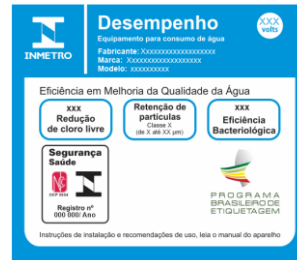 INMETRO
Desempenho
Equipamento para consumo de água
Fabricante: Xxxxxxxxxxxxxxxxxxx
Marca: Xxxxxxxxxxxxxxxxxxx
Modelo: xxxxxxxxxx
XXX
volts
Eficiência em Melhoria da Qualidade da Água
xxx
Redução
de cloro livre
Retenção de
partículas
Classe X
(de X até XX µm)
xxx
Eficiência
Bacteriológica
Segurança
Saúde
Registro nº
000 000/ Ano
PROGRAMA
BRASILEIRO DE
ETIQUETAGEM
Instruções de instalação e recomendações de uso, leia o manual do aparelho